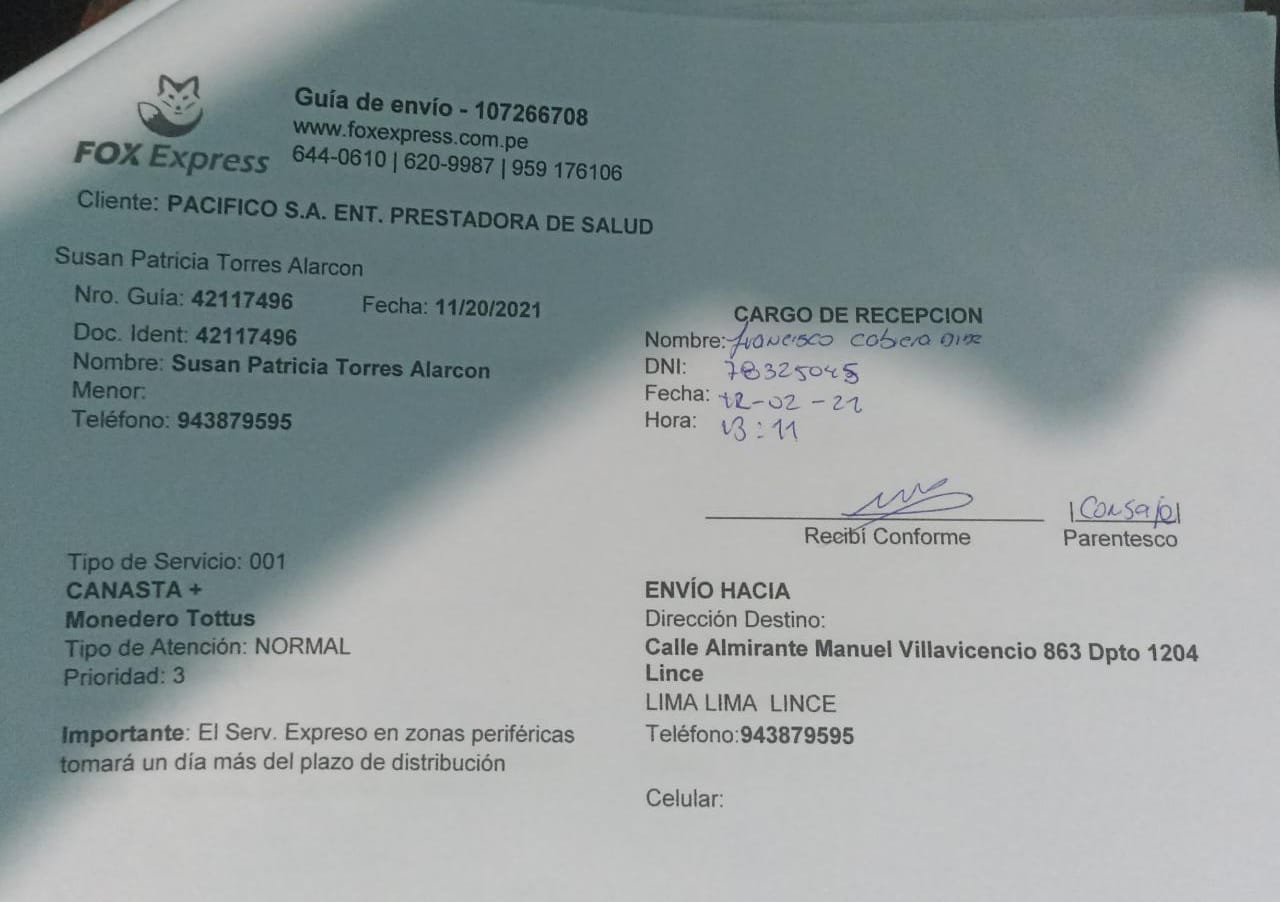 FOX Express
Guía de envío - 107266708
www.foxexpress.com.pe
644-0610 | 620-9987 | 959 176106
Cliente: PACIFICO S.A. ENT. PRESTADORA DE SALUD
Susan Patricia Torres Alarcon
Nro. Guía: 42117496 Fecha: 11/20/2021
Doc. Ident: 42117496
Nombre: Susan Patricia Torres Alarcon
Menor:
Teléfono: 943879595
CARGO DE RECEPCION
Nombre: francisco
DNI: 78325045
Fecha: 12-02-21
Hora: 13:11
Recibí Conforme
Parentesco
Tipo de Servicio: 001
CANASTA +
Monedero Tottus
Tipo de Atención: NORMAL
Prioridad: 3
Importante: El Serv. Expreso en zonas periféricas
tomará un día más del plazo de distribución
ENVÍO HACIA
Dirección Destino:
Calle Almirante Manuel Villavicencio 863 Dpto 1204
Lince
LIMA LIMA LINCE
Teléfono:943879595
Celular: